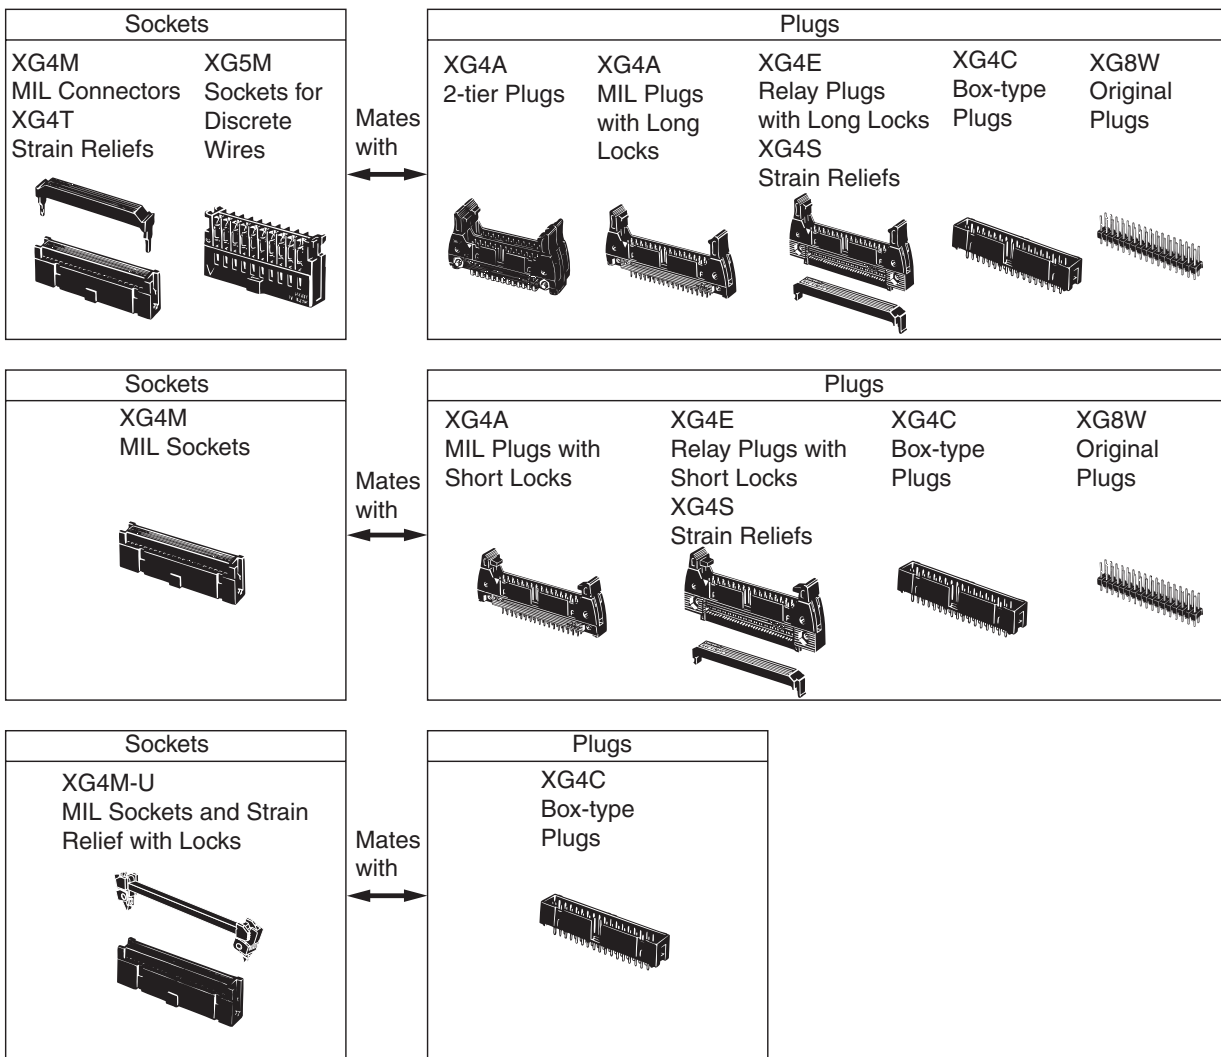 Sockets
XG4M
MIL Connectors
XG4T
Strain Reliefs
XG5M
Sockets for
Discrete
Wires
Mates
with
Plugs
XG4A
2-tier Plugs
XG4A
MIL Plugs
with Long
Locks
XG4E
Relay Plugs
with Long Locks
XG4S
Strain Reliefs
XG4C
Box-type
Plugs
XG8W
Original
Plugs
Sockets
XG4M
MIL Sockets
Mates
with
Plugs
XG4A
MIL Plugs with
Short Locks
XG4E
Relay Plugs with
Short Locks
XG4S
Strain Reliefs
XG4C
Box-type
Plugs
XG8W
Original
Plugs
Sockets
XG4M-U
MIL Sockets and Strain
Relief with Locks
Mates
with
Plugs
XG4C
Box-type
Plugs